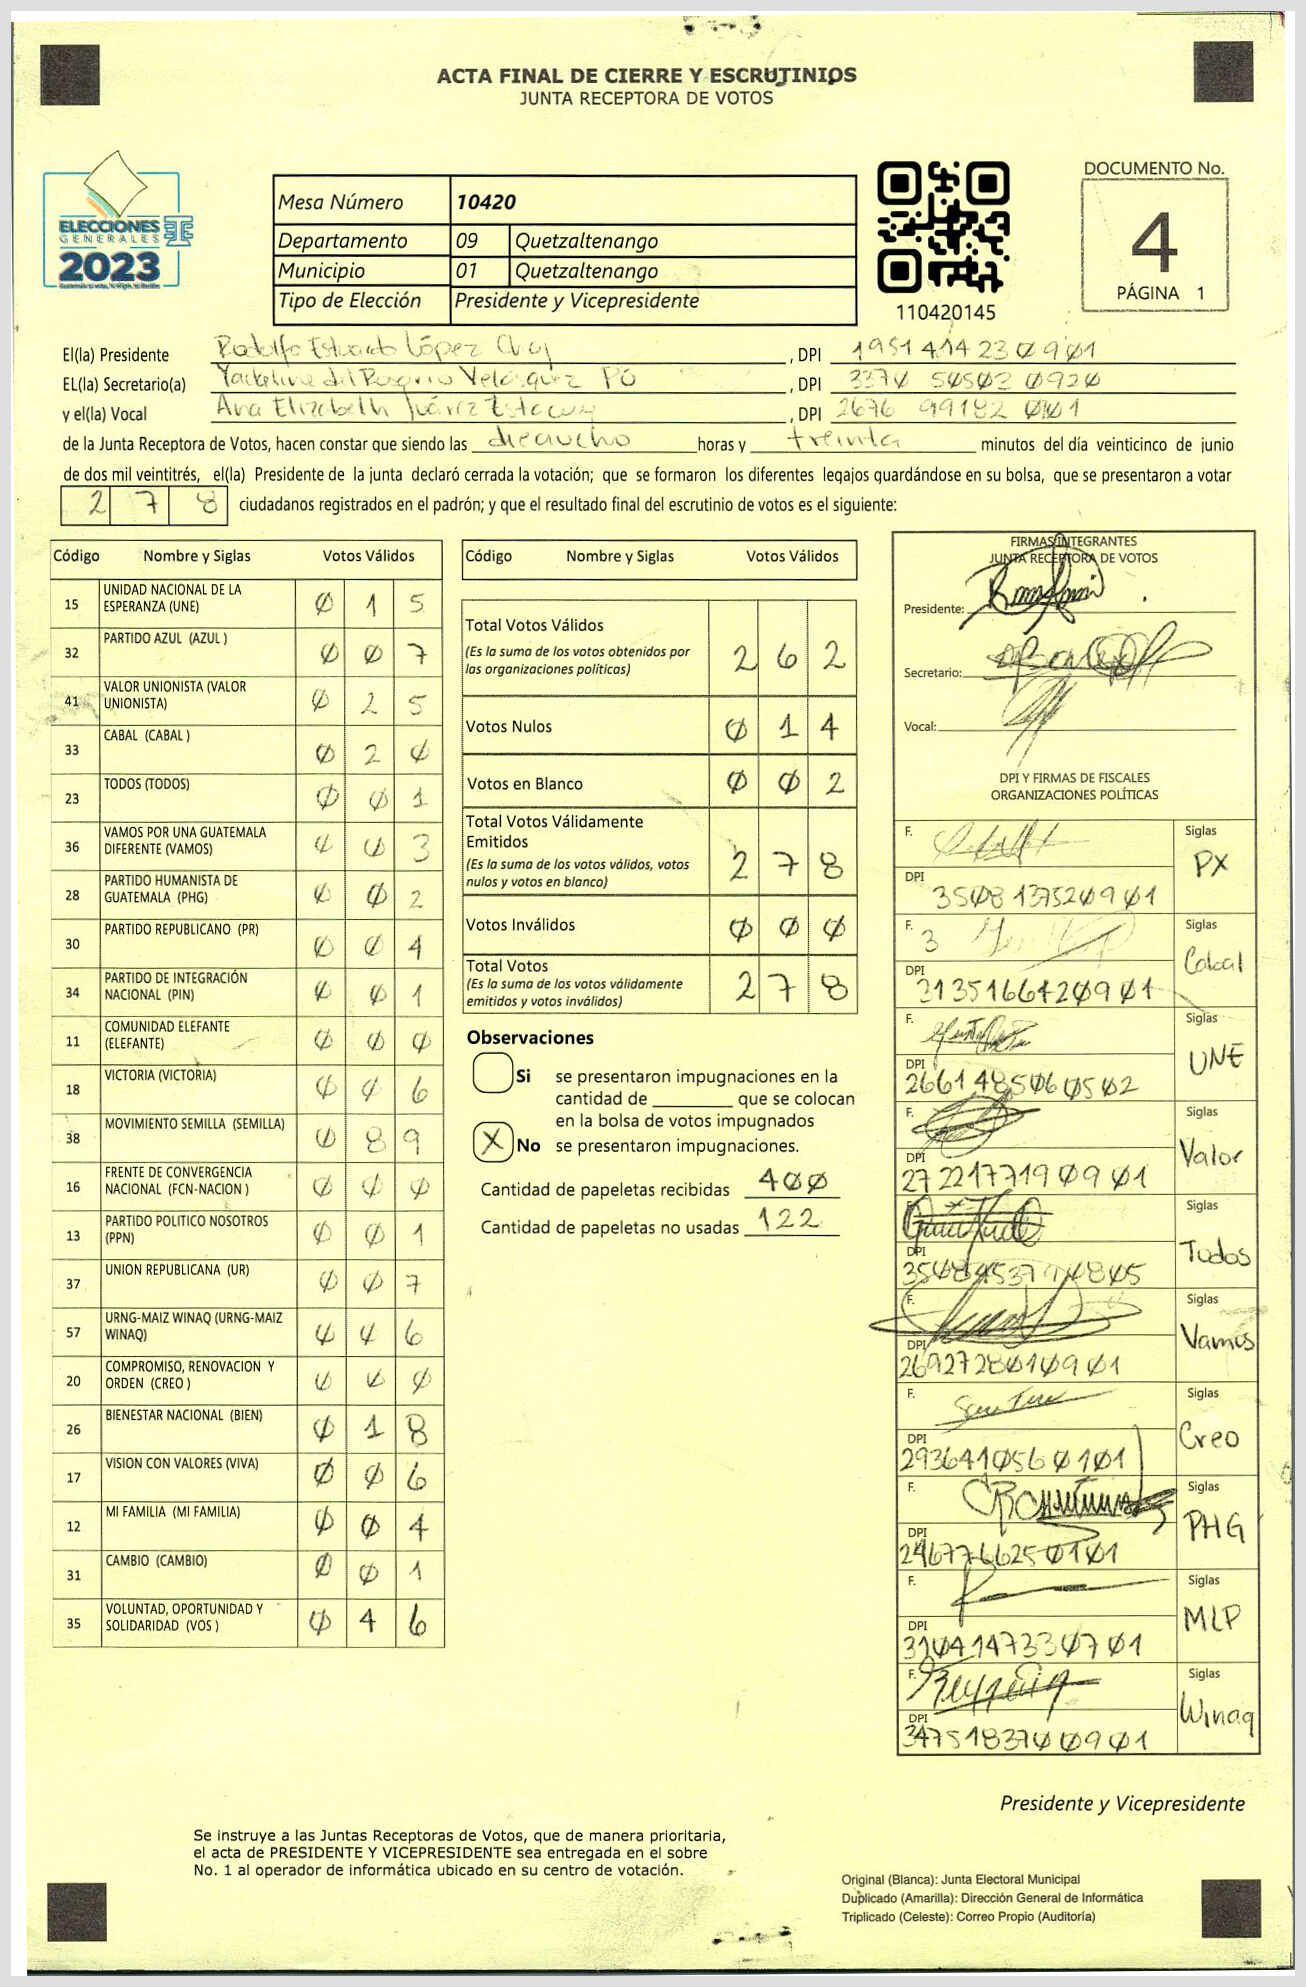 ACTA FINAL DE CIERRE Y ESCRUTINIOS
JUNTA RECEPTORA DE VOTOS
ELECCIONES
GENERALES
2023
Mesa Número 10420
Departamento 09 Quetzaltenango
Municipio 01 Quetzaltenango
Tipo de Elección Presidente y Vicepresidente
110420145
DOCUMENTO No.
4
PÁGINA 1
El(la) Presidente Rodolfo Estuardo López , DPI 1951414230901
EL(la) Secretario(a) Yackeline del Rosario Velásquez , DPI 3370 50503 0920
y el(la) Vocal Ana Elizabeth Juárez , DPI 2676 99182 0901
de la Junta Receptora de Votos, hacen constar que siendo las dieciocho horas y treinta minutos del día veinticinco de junio
de dos mil veintitrés, el(la) Presidente de la junta declaró cerrada la votación; que se formaron los diferentes legajos guardándose en su bolsa, que se presentaron a votar
2 7 8 ciudadanos registrados en el padrón; y que el resultado final del escrutinio de votos es el siguiente:
Código Nombre y Siglas Votos Válidos
15 UNIDAD NACIONAL DE LA
ESPERANZA (UNE) 0 1 5
32 PARTIDO AZUL (AZUL ) 0 0 7
41 VALOR UNIONISTA (VALOR
UNIONISTA) 0 2 5
33 CABAL (CABAL ) 0 2 0
23 TODOS (TODOS) 0 0 1
36 VAMOS POR UNA GUATEMALA
DIFERENTE (VAMOS) 0 0 3
28 PARTIDO HUMANISTA DE
GUATEMALA (PHG) 0 0 2
30 PARTIDO REPUBLICANO (PR) 0 0 4
34 PARTIDO DE INTEGRACIÓN
NACIONAL (PIN) 0 0 1
11 COMUNIDAD ELEFANTE
(ELEFANTE) 0 0 0
18 VICTORIA (VICTORIA) 0 0 6
38 MOVIMIENTO SEMILLA (SEMILLA) 0 8 9
16 FRENTE DE CONVERGENCIA
NACIONAL (FCN-NACION ) 0 0 0
13 PARTIDO POLITICO NOSOTROS
(PPN) 0 0 1
37 UNION REPUBLICANA (UR) 0 0 7
57 URNG-MAIZ WINAQ (URNG-MAIZ
WINAQ) 0 0 6
20 COMPROMISO, RENOVACION Y
ORDEN (CREO ) 0 0 0
26 BIENESTAR NACIONAL (BIEN) 0 1 8
17 VISION CON VALORES (VIVA) 0 0 6
12 MI FAMILIA (MI FAMILIA) 0 0 4
31 CAMBIO (CAMBIO) 0 0 1
35 VOLUNTAD, OPORTUNIDAD Y
SOLIDARIDAD (VOS ) 0 4 6
Código Nombre y Siglas Votos Válidos
Total Votos Válidos
(Es la suma de los votos obtenidos por
las organizaciones políticas) 2 6 2
Votos Nulos 0 1 4
Votos en Blanco 0 0 2
Total Votos Válidamente
Emitidos
(Es la suma de los votos válidos, votos
nulos y votos en blanco) 2 7 8
Votos Inválidos 0 0 0
Total Votos
(Es la suma de los votos válidamente
emitidos y votos inválidos) 2 7 8
Observaciones
Si se presentaron impugnaciones en la
cantidad de ________ que se colocan
en la bolsa de votos impugnados
X No se presentaron impugnaciones.
Cantidad de papeletas recibidas 400
Cantidad de papeletas no usadas 122
FIRMAS INTEGRANTES
JUNTA RECEPTORA DE VOTOS
Presidente:
Secretario:
Vocal:
DPI Y FIRMAS DE FISCALES
ORGANIZACIONES POLÍTICAS
F. Siglas
PX
DPI
3508137520901
F. Siglas
Cabal
DPI
3135166420901
F. Siglas
UNE
DPI
2661485060502
F. Siglas
Valor
DPI
2722177190901
F. Siglas
Todos
DPI
F. Siglas
Vamos
DPI
2692728010901
F. Siglas
Creo
DPI
2936410560101
F. Siglas
PHG
DPI
2467766250101
F. Siglas
MLP
DPI
3104147330701
F. Siglas
Winaq
DPI
3475183700901
Presidente y Vicepresidente
Se instruye a las Juntas Receptoras de Votos, que de manera prioritaria,
el acta de PRESIDENTE Y VICEPRESIDENTE sea entregada en el sobre
No. 1 al operador de informática ubicado en su centro de votación.
Original (Blanca): Junta Electoral Municipal
Duplicado (Amarilla): Dirección General de Informática
Triplicado (Celeste): Correo Propio (Auditoría)